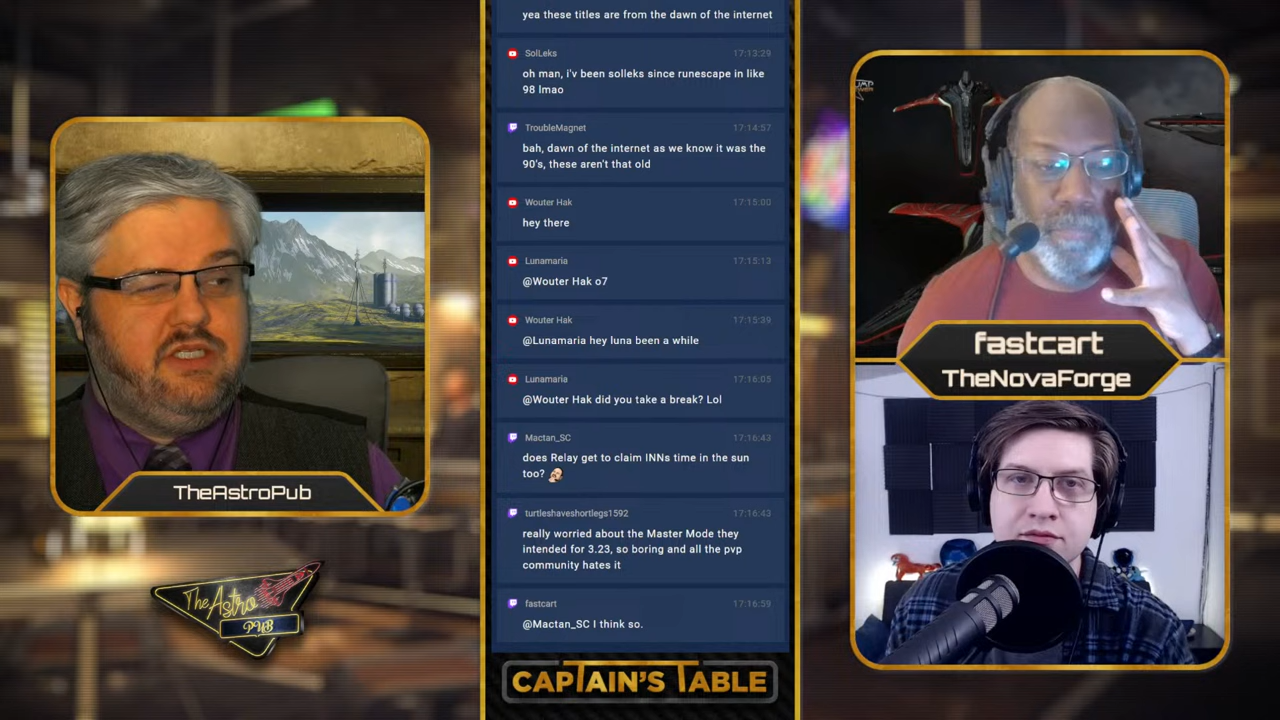 yea these titles are from the dawn of the internet
SolLeks 17:13:29
oh man, i'v been solleks since runescape in like
98 lmao
TroubleMagnet 17:14:57
bah, dawn of the internet as we know it was the
90's, these aren't that old
Wouter Hak 17:15:00
hey there
Lunamaria 17:15:13
@Wouter Hak o7
Wouter Hak 17:15:39
@Lunamaria hey luna been a while
Lunamaria 17:16:05
@Wouter Hak did you take a break? Lol
Mactan_SC 17:16:43
does Relay get to claim INNs time in the sun
too?
turtleshaveshortlegs1592 17:16:43
really worried about the Master Mode they
intended for 3.23, so boring and all the pvp
community hates it
fastcart 17:16:59
@Mactan_SC I think so.
CAPTAIN'S TABLE
TheAstroPub
The Astro
PUB
fastcart
TheNovaForge